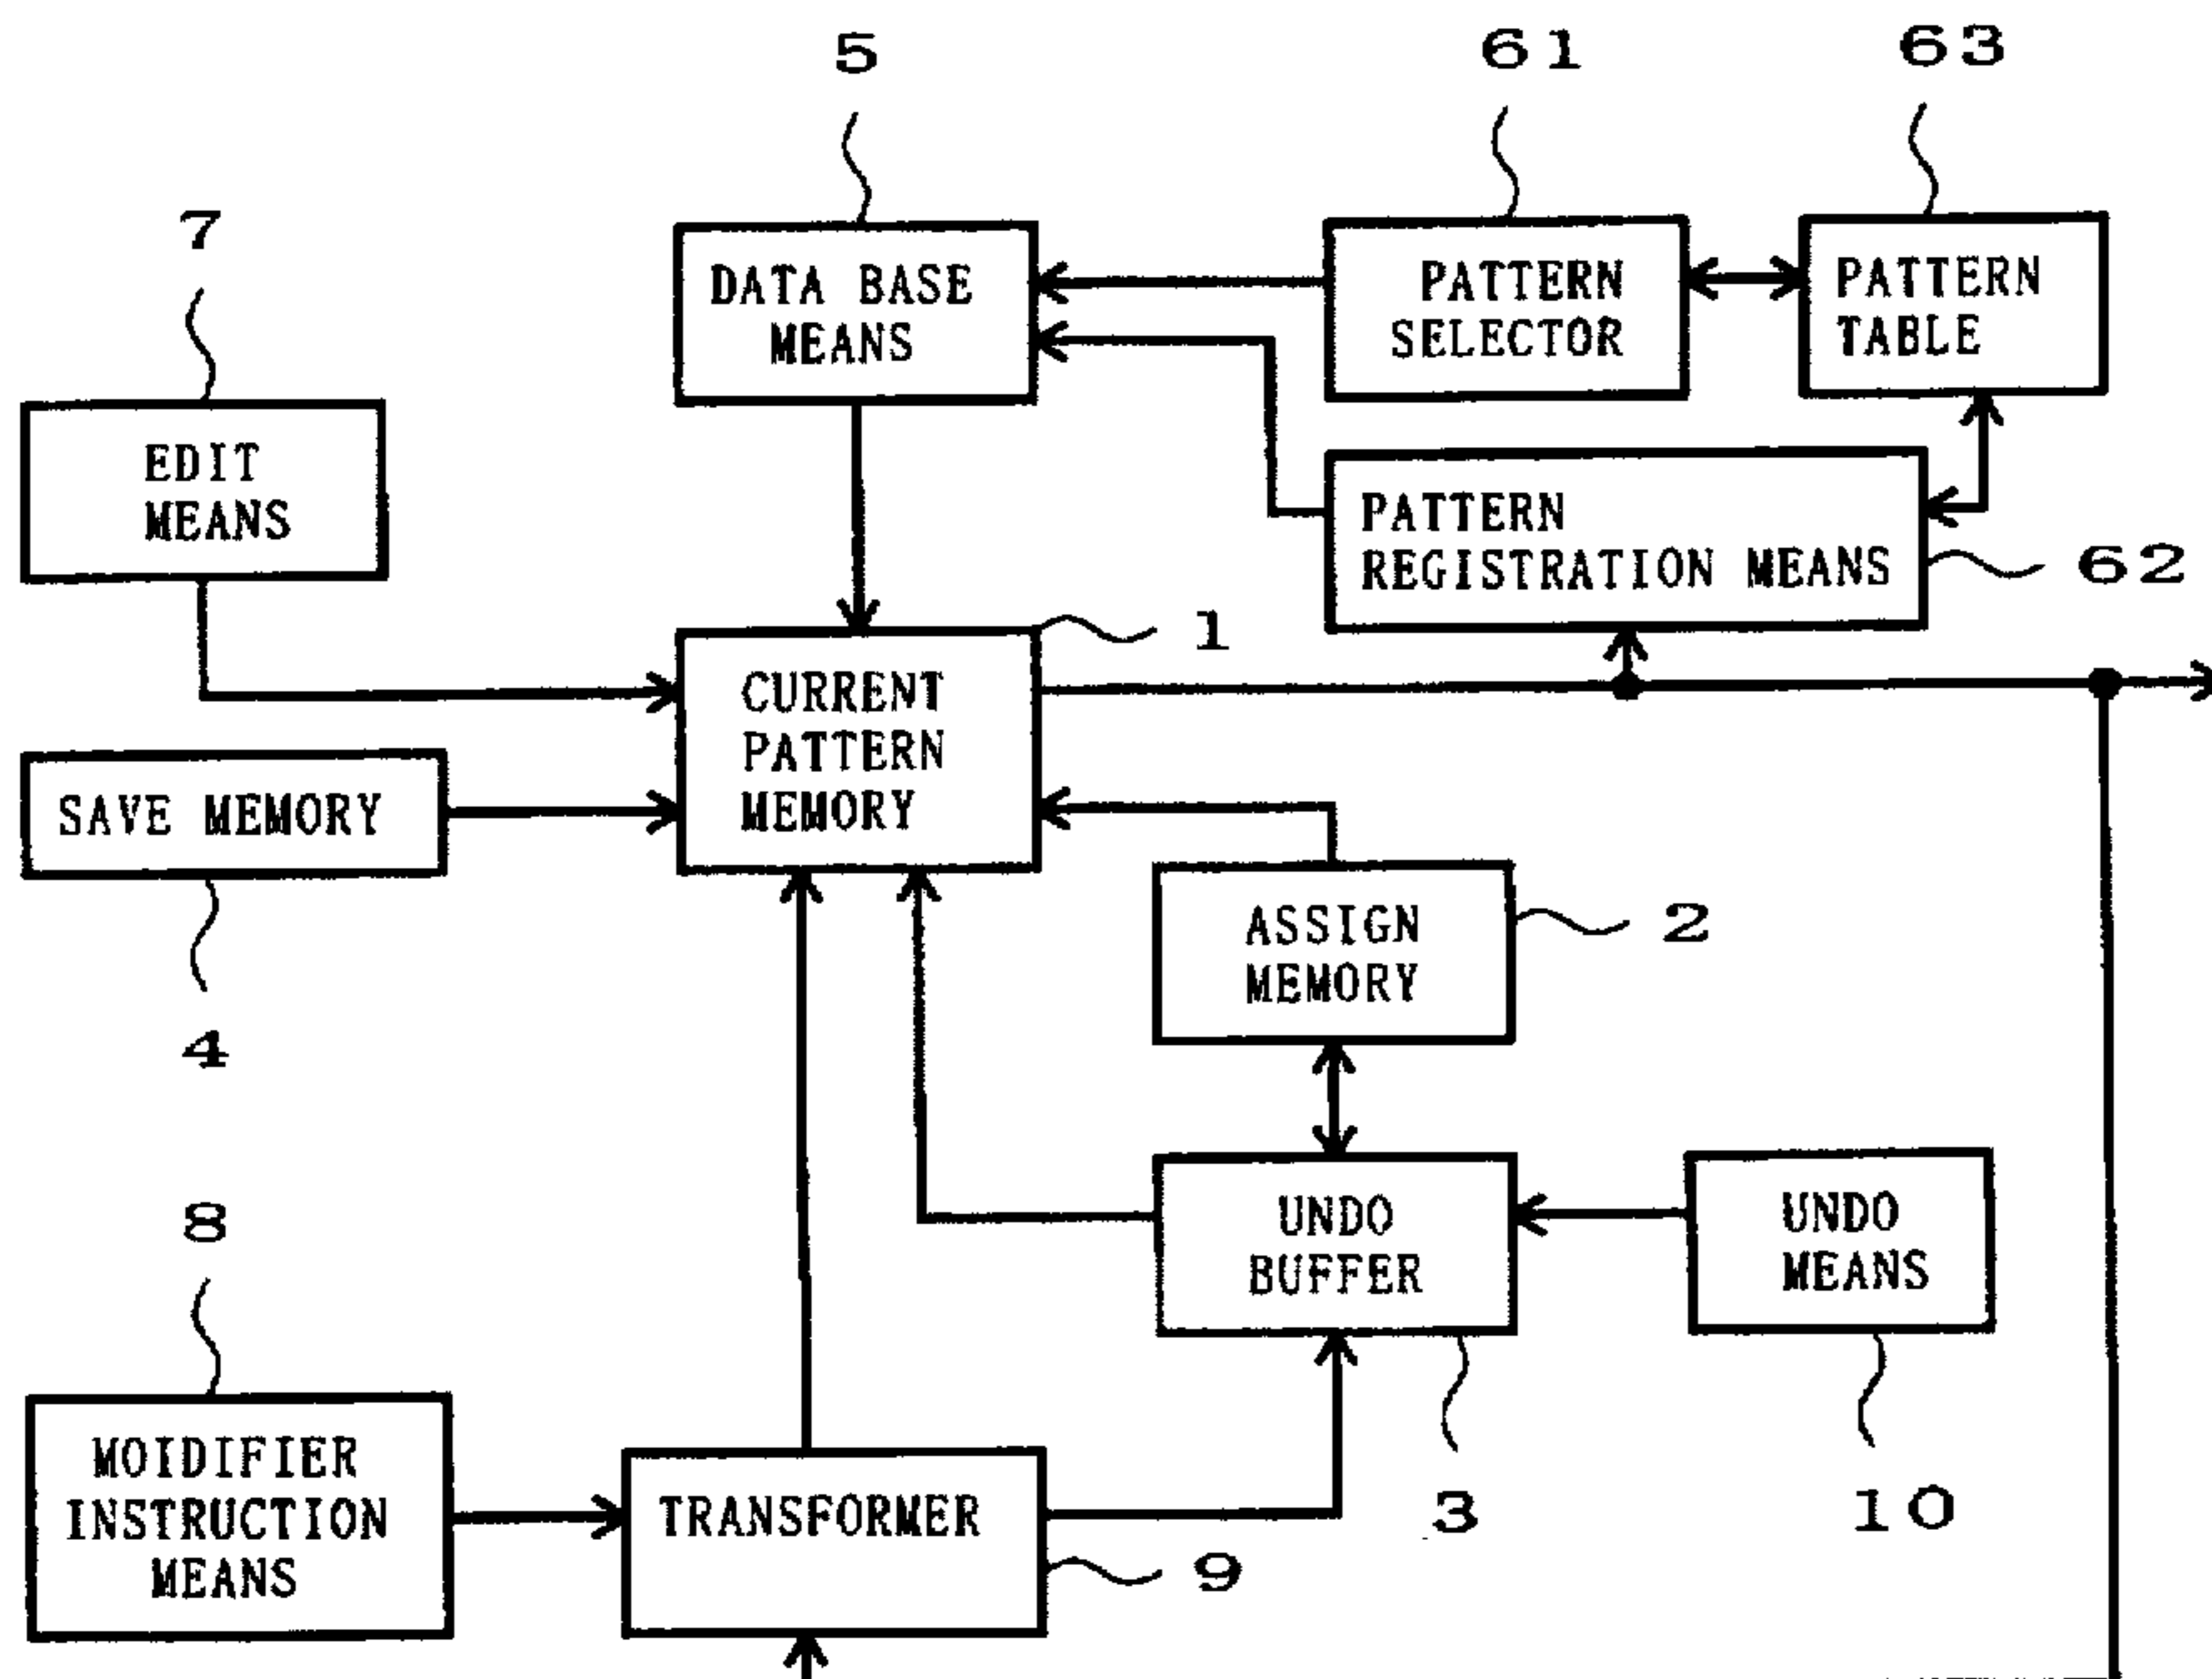 5
61
63
7
DATA BASE
MEANS
PATTERN
SELECTOR
PATTERN
TABLE
EDIT
MEANS
PATTERN
REGISTRATION MEANS
62
1
CURRENT
PATTERN
MEMORY
SAVE MEMORY
4
ASSIGN
MEMORY
2
8
UNDO
BUFFER
UNDO
MEANS
MOIDIFIER
INSTRUCTION
MEANS
TRANSFORMER
9
3
10